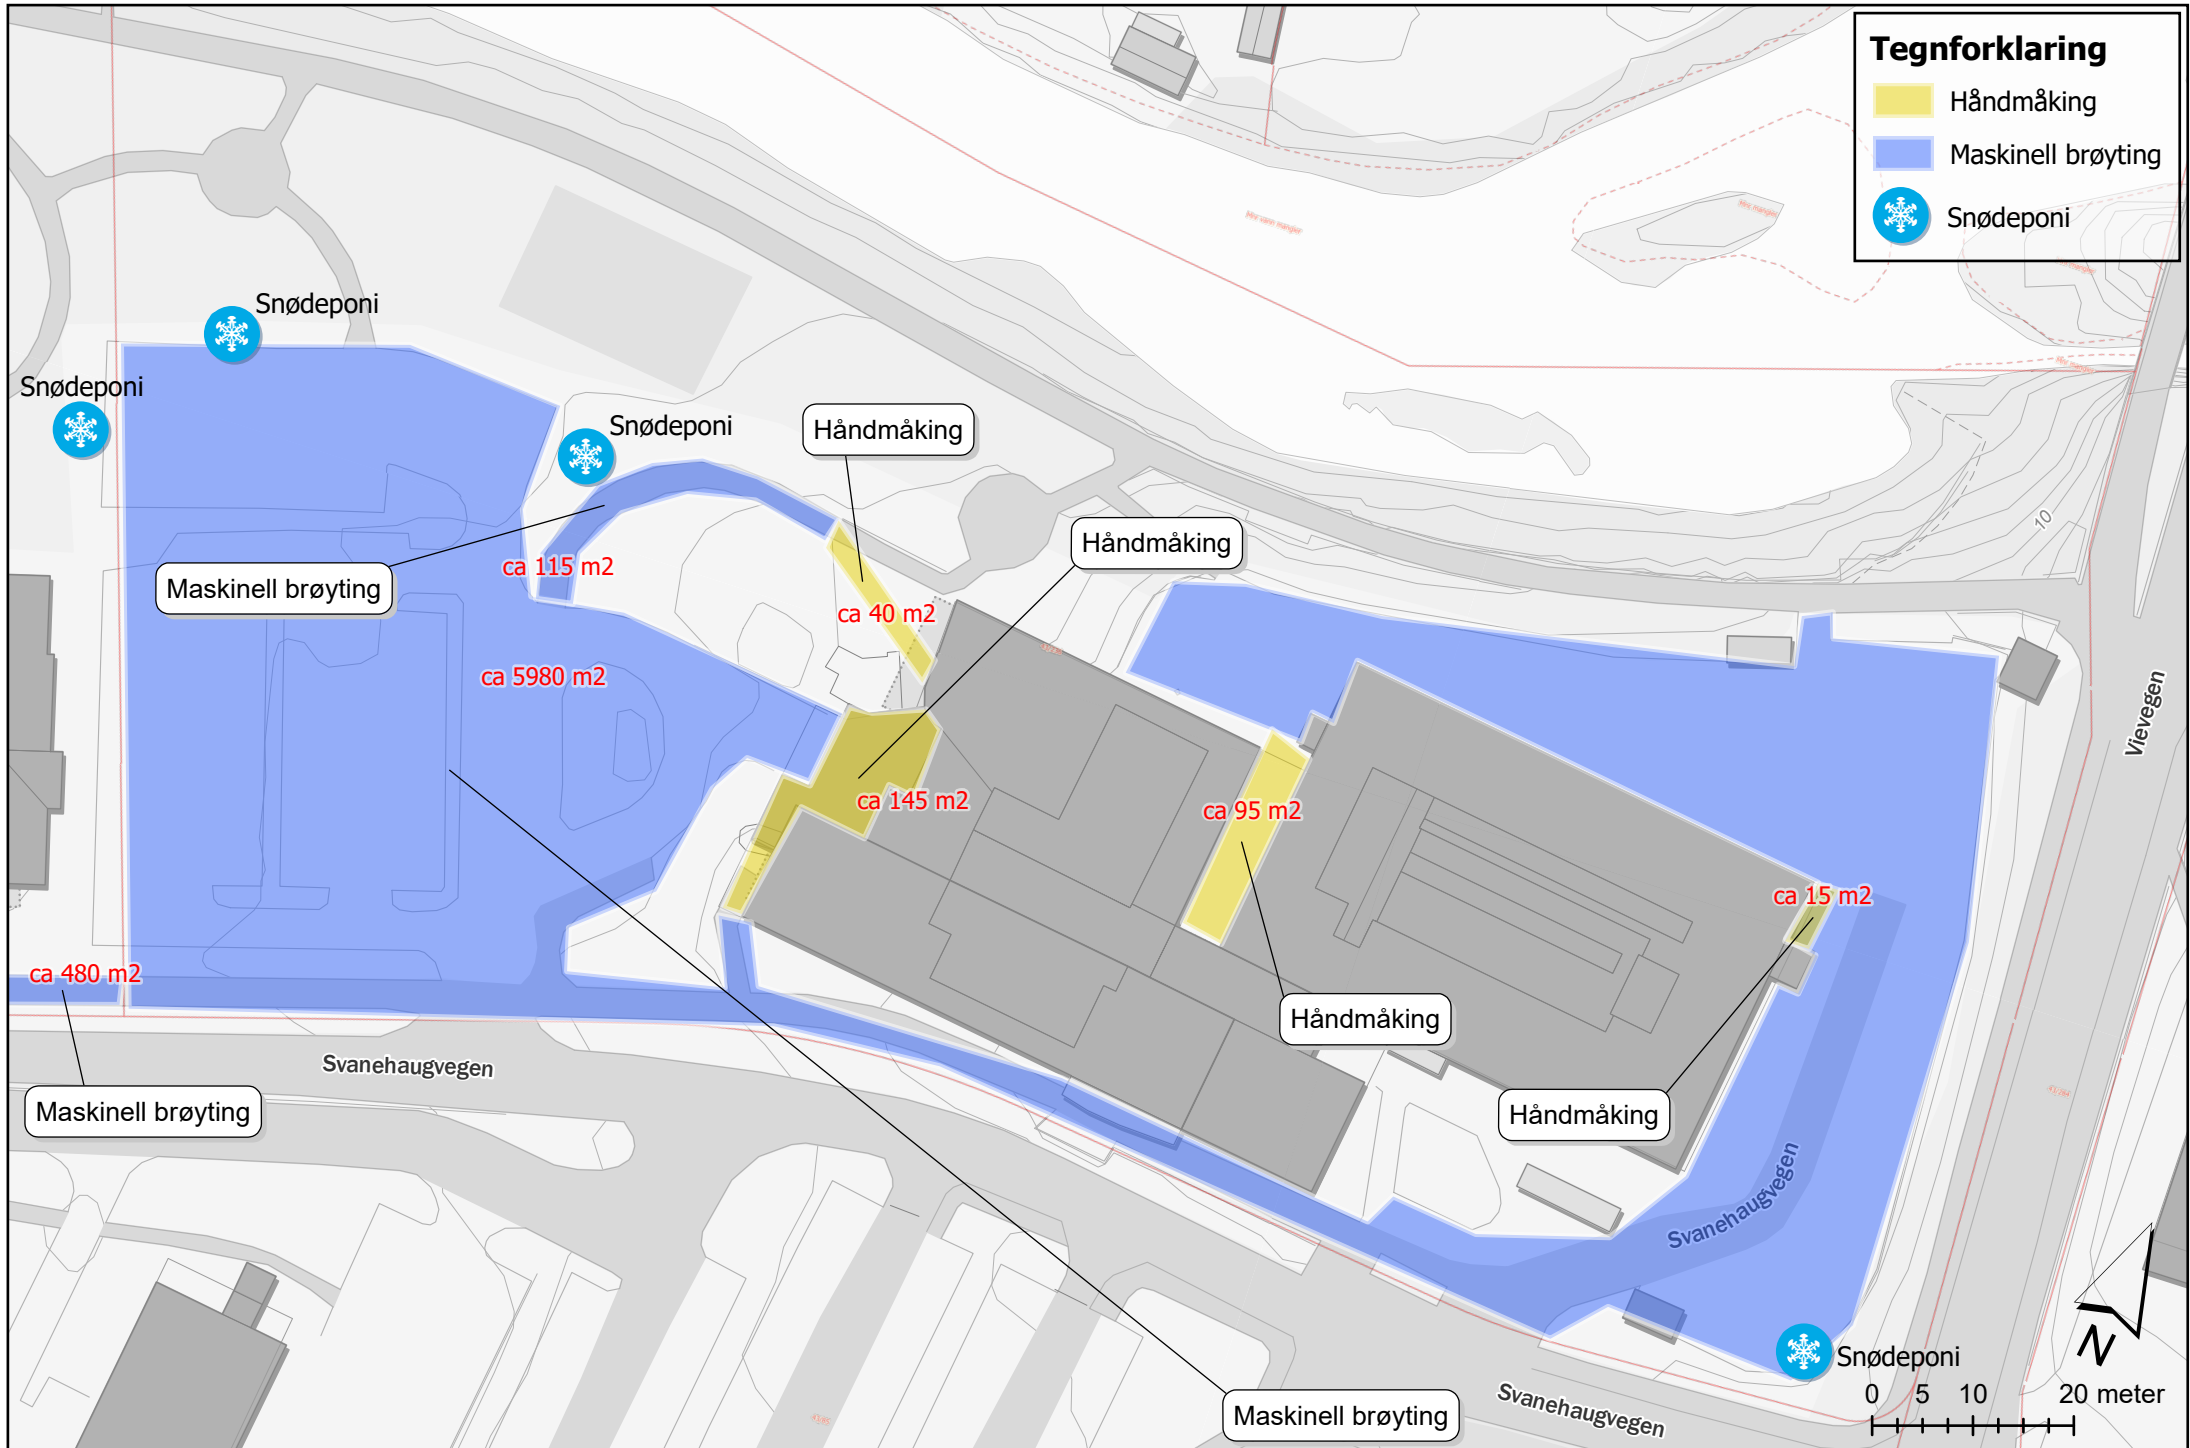 Tegnforklaring
Håndmåking
Maskinell brøyting
Snødeponi
Snødeponi
Snødeponi
Snødeponi
Håndmåking
Håndmåking
Maskinell brøyting
ca 115 m2
ca 40 m2
ca 5980 m2
ca 145 m2
ca 95 m2
ca 15 m2
ca 480 m2
10
Vievegen
Håndmåking
Svanehaugvegen
Maskinell brøyting
Håndmåking
Svanehaugvegen
Snødeponi
Maskinell brøyting
Svanehaugvegen
N
0 5 10 20 meter